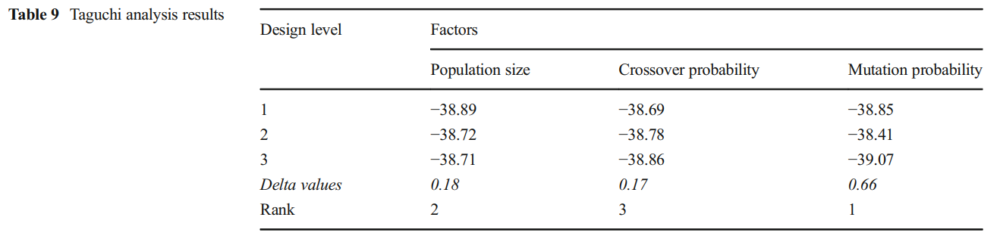 Table 9 Taguchi analysis results
Design level Factors
Population size Crossover probability Mutation probability
1 −38.89 −38.69 −38.85
2 −38.72 −38.78 −38.41
3 −38.71 −38.86 −39.07
Delta values 0.18 0.17 0.66
Rank 2 3 1